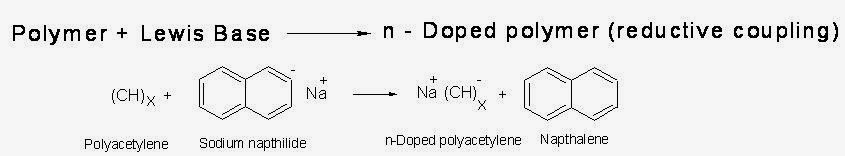 Polymer + Lewis Base → n - Doped polymer (reductive coupling)
(CH)x + - Na+ → Na+ (CH)x- +
Polyacetylene Sodium napthilide n-Doped polyacetylene Napthalene